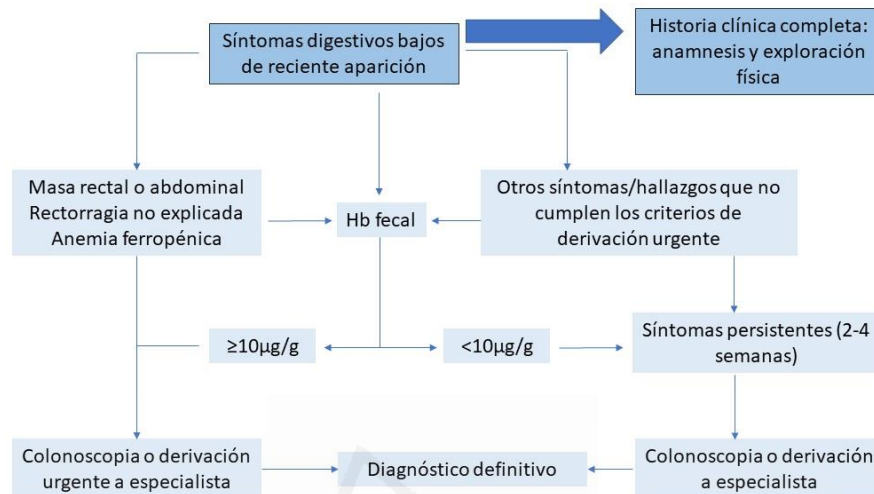 Síntomas digestivos bajos
de reciente aparición
Historia clínica completa:
anamnesis y exploración
física
Masa rectal o abdominal
Rectorragia no explicada
Anemia ferropénica
Hb fecal
Otros síntomas/hallazgos que no
cumplen los criterios de
derivación urgente
≥10µg/g
<10µg/g
Síntomas persistentes (2-4
semanas)
Colonoscopia o derivación
urgente a especialista
Diagnóstico definitivo
Colonoscopia o derivación
a especialista